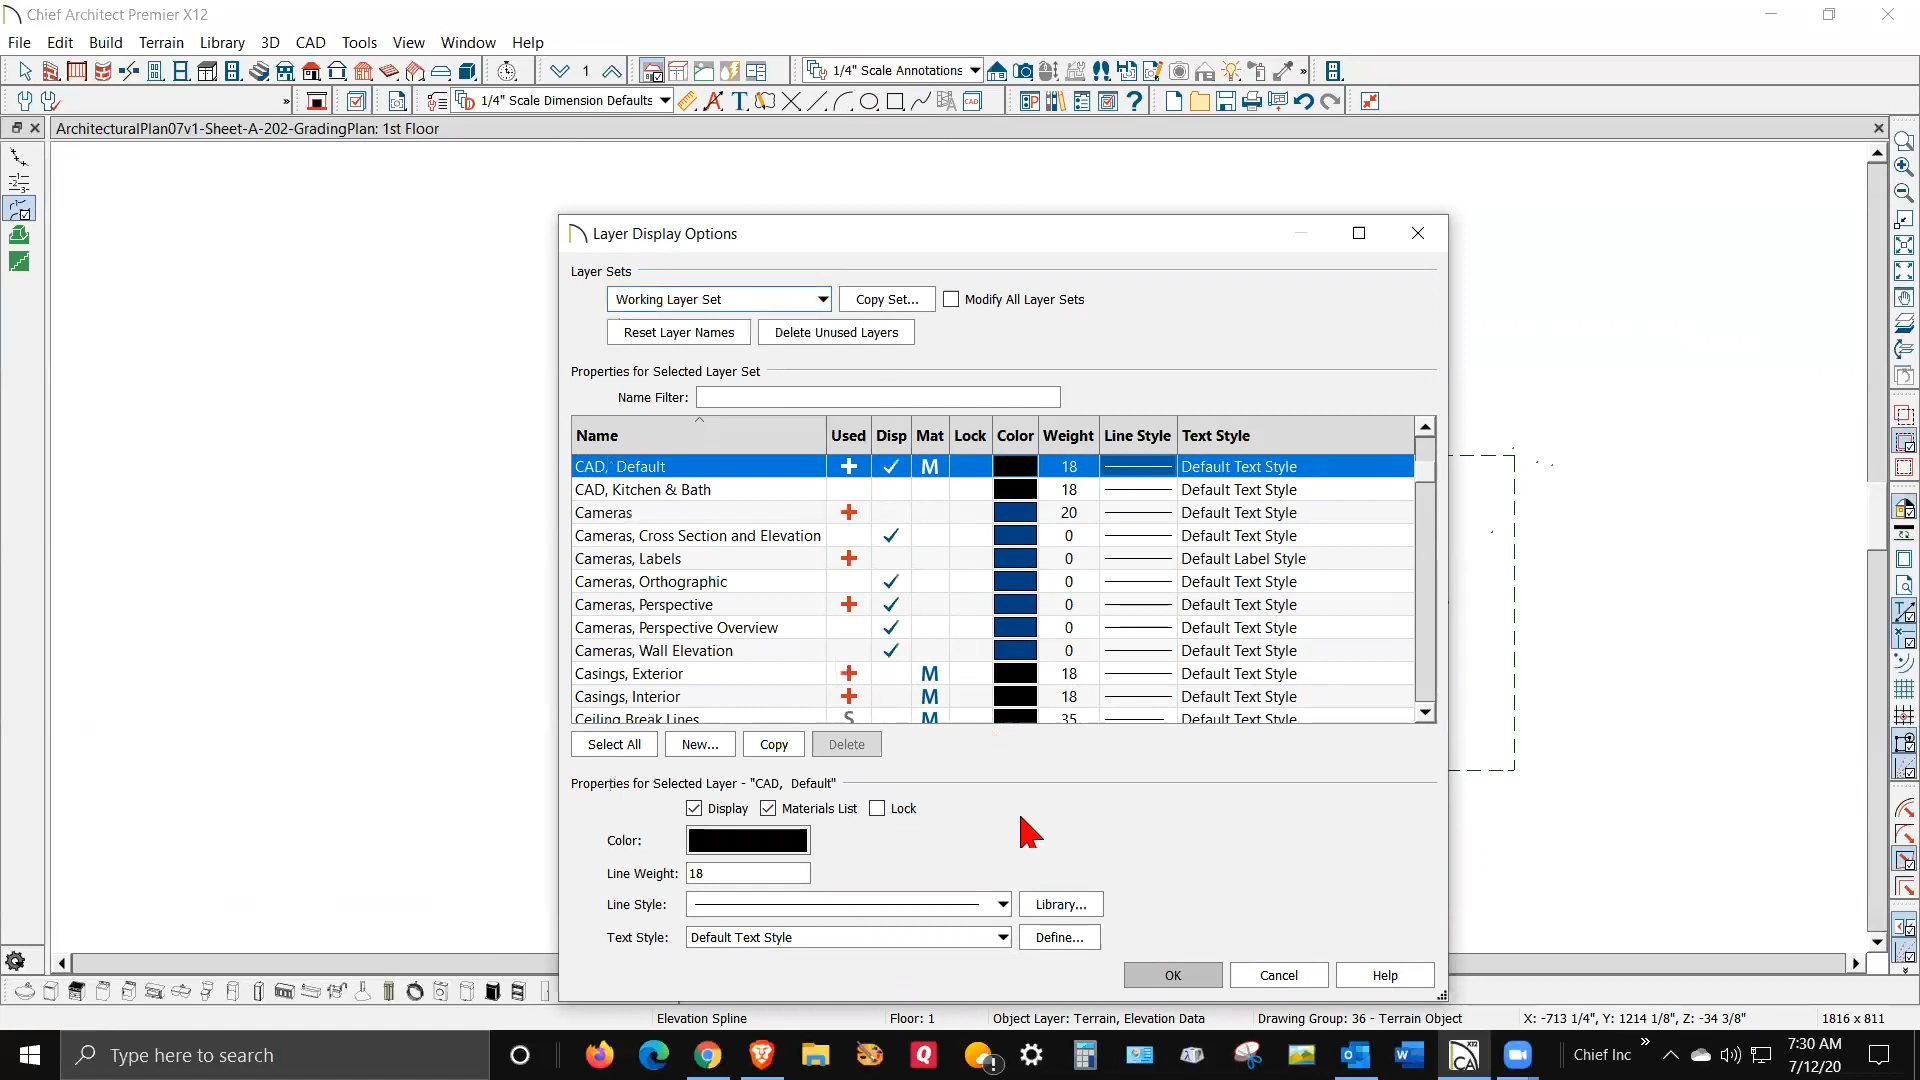 Chief Architect Premier X12
File Edit Build Terrain Library 3D CAD Tools View Window Help
1 1/4" Scale Annotations
1/4" Scale Dimension Defaults
ArchitecturalPlan07v1-Sheet-A-202-GradingPlan: 1st Floor
Layer Display Options
Layer Sets
Working Layer Set Copy Set... Modify All Layer Sets
Reset Layer Names Delete Unused Layers
Properties for Selected Layer Set
Name Filter:
Name Used Disp Mat Lock Color Weight Line Style Text Style
CAD, Default M 18 Default Text Style
CAD, Kitchen & Bath 18 Default Text Style
Cameras 20 Default Text Style
Cameras, Cross Section and Elevation 0 Default Text Style
Cameras, Labels 0 Default Label Style
Cameras, Orthographic 0 Default Text Style
Cameras, Perspective 0 Default Text Style
Cameras, Perspective Overview 0 Default Text Style
Cameras, Wall Elevation 0 Default Text Style
Casings, Exterior M 18 Default Text Style
Casings, Interior M 18 Default Text Style
Ceiling Break Lines S M 35 Default Text Style
Select All New... Copy Delete
Properties for Selected Layer - "CAD, Default"
Display Materials List Lock
Color:
Line Weight: 18
Line Style: Library...
Text Style: Default Text Style Define...
OK Cancel Help
Elevation Spline Floor: 1 Object Layer: Terrain, Elevation Data Drawing Group: 36 - Terrain Object X: -713 1/4", Y: 1214 1/8", Z: -34 3/8" 1816 x 811
Type here to search Chief Inc 7:30 AM
7/12/20